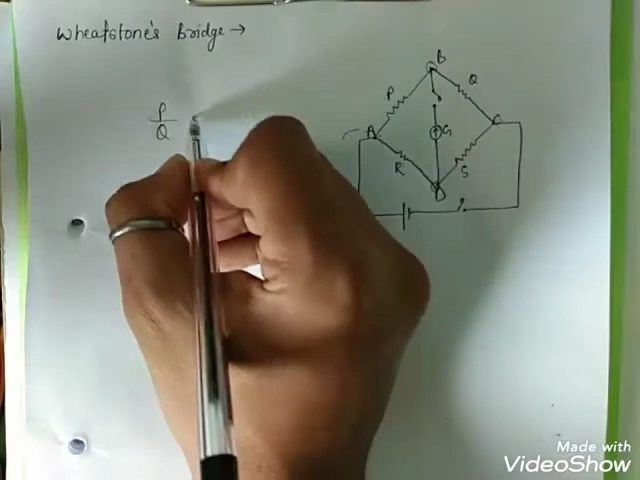 Wheatstone's Bridge →
B
P
Q
P
Q
A
G
C
R
S
D
Made with
VideoShow